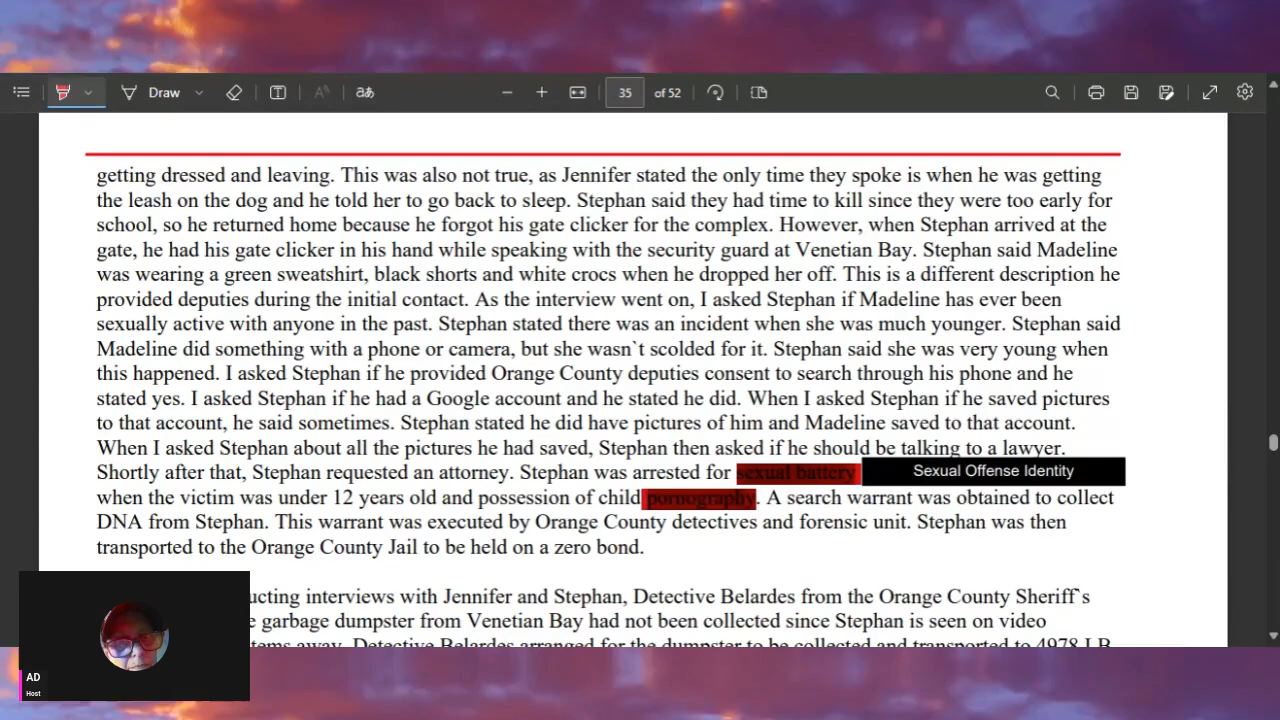 Draw
35 of 52
getting dressed and leaving. This was also not true, as Jennifer stated the only time they spoke is when he was getting
the leash on the dog and he told her to go back to sleep. Stephan said they had time to kill since they were too early for
school, so he returned home because he forgot his gate clicker for the complex. However, when Stephan arrived at the
gate, he had his gate clicker in his hand while speaking with the security guard at Venetian Bay. Stephan said Madeline
was wearing a green sweatshirt, black shorts and white crocs when he dropped her off. This is a different description he
provided deputies during the initial contact. As the interview went on, I asked Stephan if Madeline has ever been
sexually active with anyone in the past. Stephan stated there was an incident when she was much younger. Stephan said
Madeline did something with a phone or camera, but she wasn`t scolded for it. Stephan said she was very young when
this happened. I asked Stephan if he provided Orange County deputies consent to search through his phone and he
stated yes. I asked Stephan if he had a Google account and he stated he did. When I asked Stephan if he saved pictures
to that account, he said sometimes. Stephan stated he did have pictures of him and Madeline saved to that account.
When I asked Stephan about all the pictures he had saved, Stephan then asked if he should be talking to a lawyer.
Shortly after that, Stephan requested an attorney. Stephan was arrested for sexual battery Sexual Offense Identity
when the victim was under 12 years old and possession of child pornography. A search warrant was obtained to collect
DNA from Stephan. This warrant was executed by Orange County detectives and forensic unit. Stephan was then
transported to the Orange County Jail to be held on a zero bond.
ucting interviews with Jennifer and Stephan, Detective Belardes from the Orange County Sheriff`s
e garbage dumpster from Venetian Bay had not been collected since Stephan is seen on video
tems away. Detective Belardes arranged for the dumpster to be collected and transported to 4978 LB
AD
Host